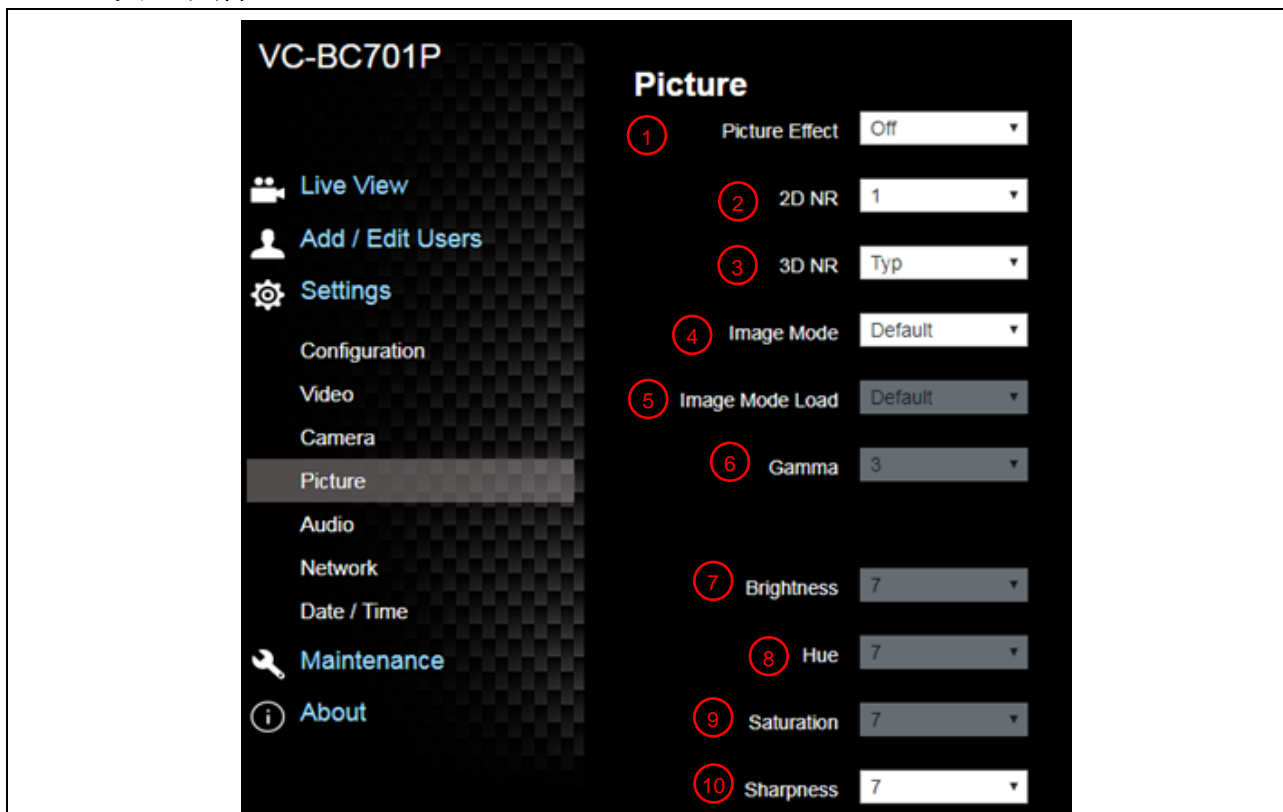 VC-BC701P
Live View
Add / Edit Users
Settings
Configuration
Video
Camera
Picture
Audio
Network
Date / Time
Maintenance
About
Picture
1 Picture Effect Off
2 2D NR 1
3 3D NR Typ
4 Image Mode Default
5 Image Mode Load Default
6 Gamma 3
7 Brightness 7
8 Hue 7
9 Saturation 7
10 Sharpness 7